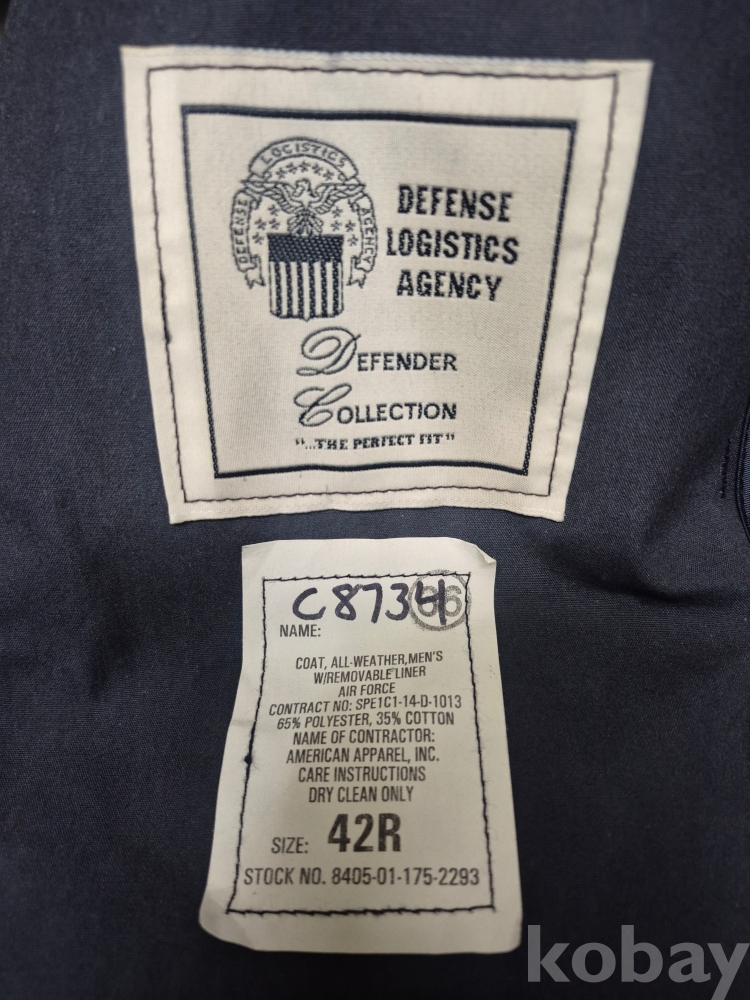 DEFENSE LOGISTICS AGENCY
DEFENSE
LOGISTICS
AGENCY
DEFENDER
COLLECTION
"...THE PERFECT FIT"
C8734 66
NAME:
COAT, ALL-WEATHER,MEN'S
W/REMOVABLE LINER
AIR FORCE
CONTRACT NO: SPE1C1-14-D-1013
65% POLYESTER, 35% COTTON
NAME OF CONTRACTOR:
AMERICAN APPAREL, INC.
CARE INSTRUCTIONS
DRY CLEAN ONLY
SIZE: 42R
STOCK NO. 8405-01-175-2293
kobay